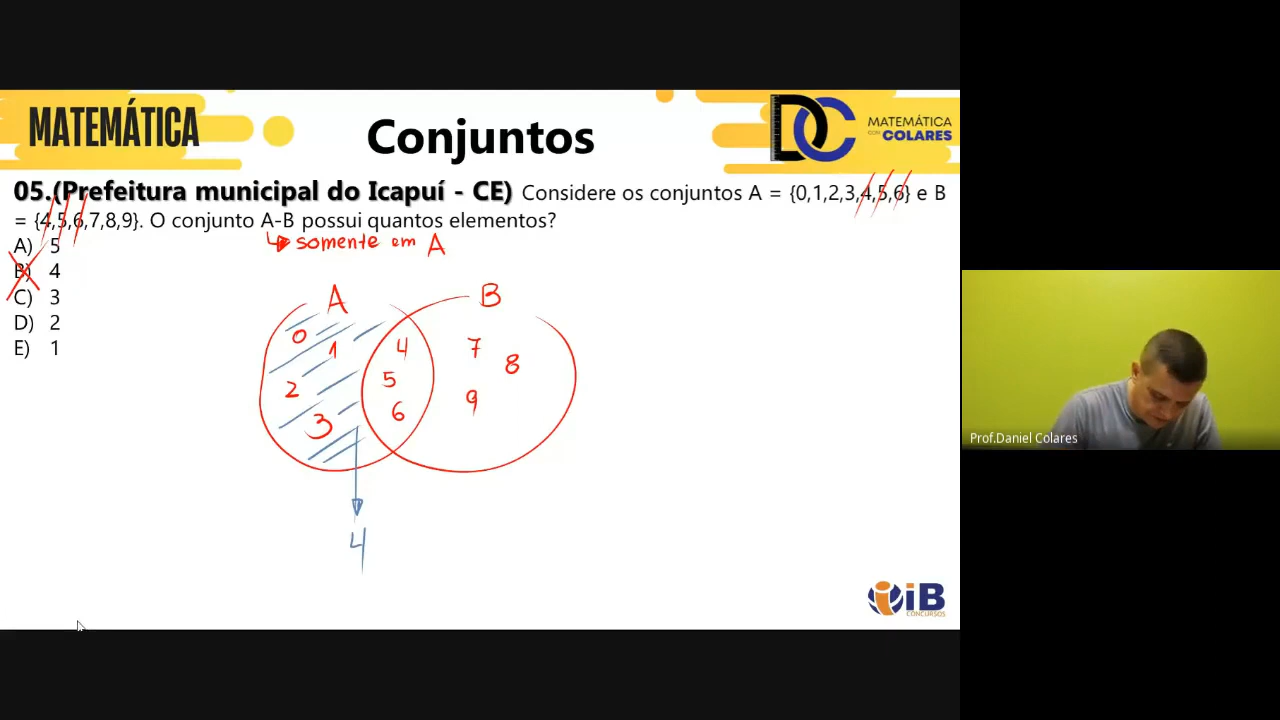 MATEMÁTICA
Conjuntos
DC
MATEMÁTICA
COM COLARES
05.(Prefeitura municipal do Icapuí - CE) Considere os conjuntos A = {0,1,2,3,4,5,6} e B
= {4,5,6,7,8,9}. O conjunto A-B possui quantos elementos?
somente em A
A) 5
B) 4
C) 3
D) 2
E) 1
A
B
0
1
4
7
8
2
5
9
3
6
4
Prof.Daniel Colares
iB
CONCURSOS